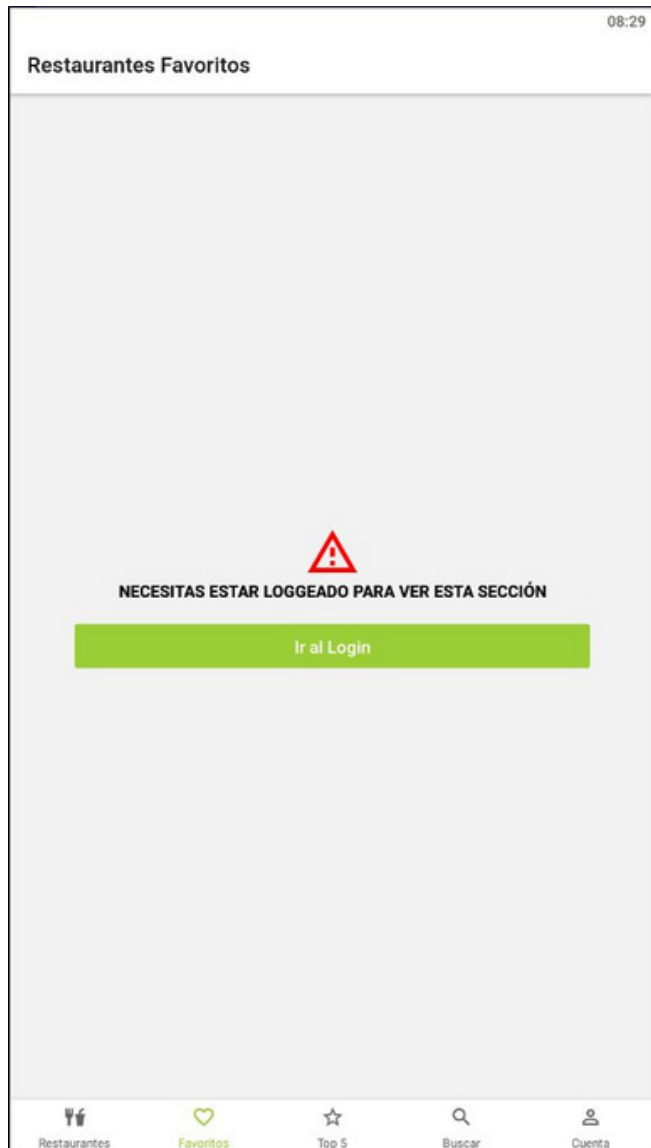 08:29
Restaurantes Favoritos
NECESITAS ESTAR LOGGEADO PARA VER ESTA SECCIÓN
Ir al Login
Restaurantes Favoritos Top 5 Buscar Cuenta